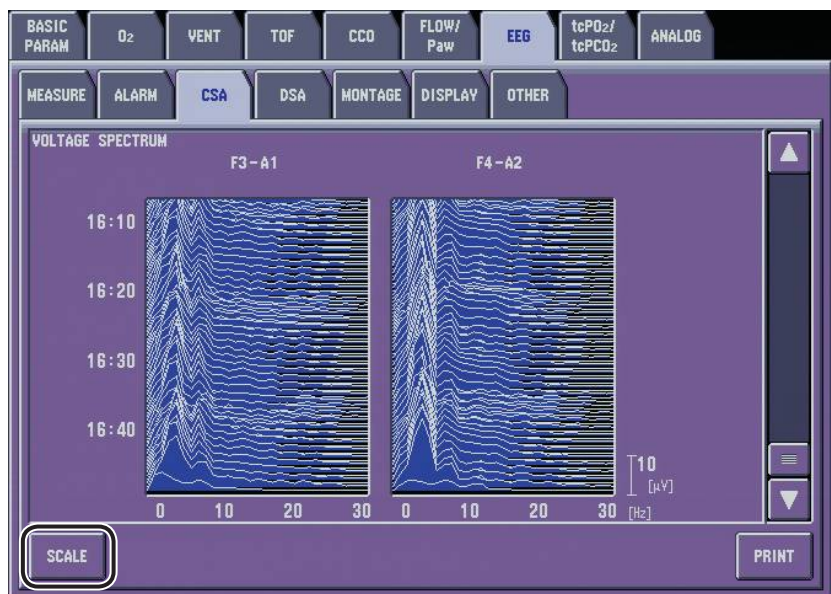 BASIC PARAM O2 VENT TOF CCO FLOW/ Paw EEG tcPO2/ tcPCO2 ANALOG
MEASURE ALARM CSA DSA MONTAGE DISPLAY OTHER
VOLTAGE SPECTRUM
F3-A1 F4-A2
16:10
16:20
16:30
16:40
10
[μV]
0 10 20 30 0 10 20 30 [Hz]
SCALE PRINT